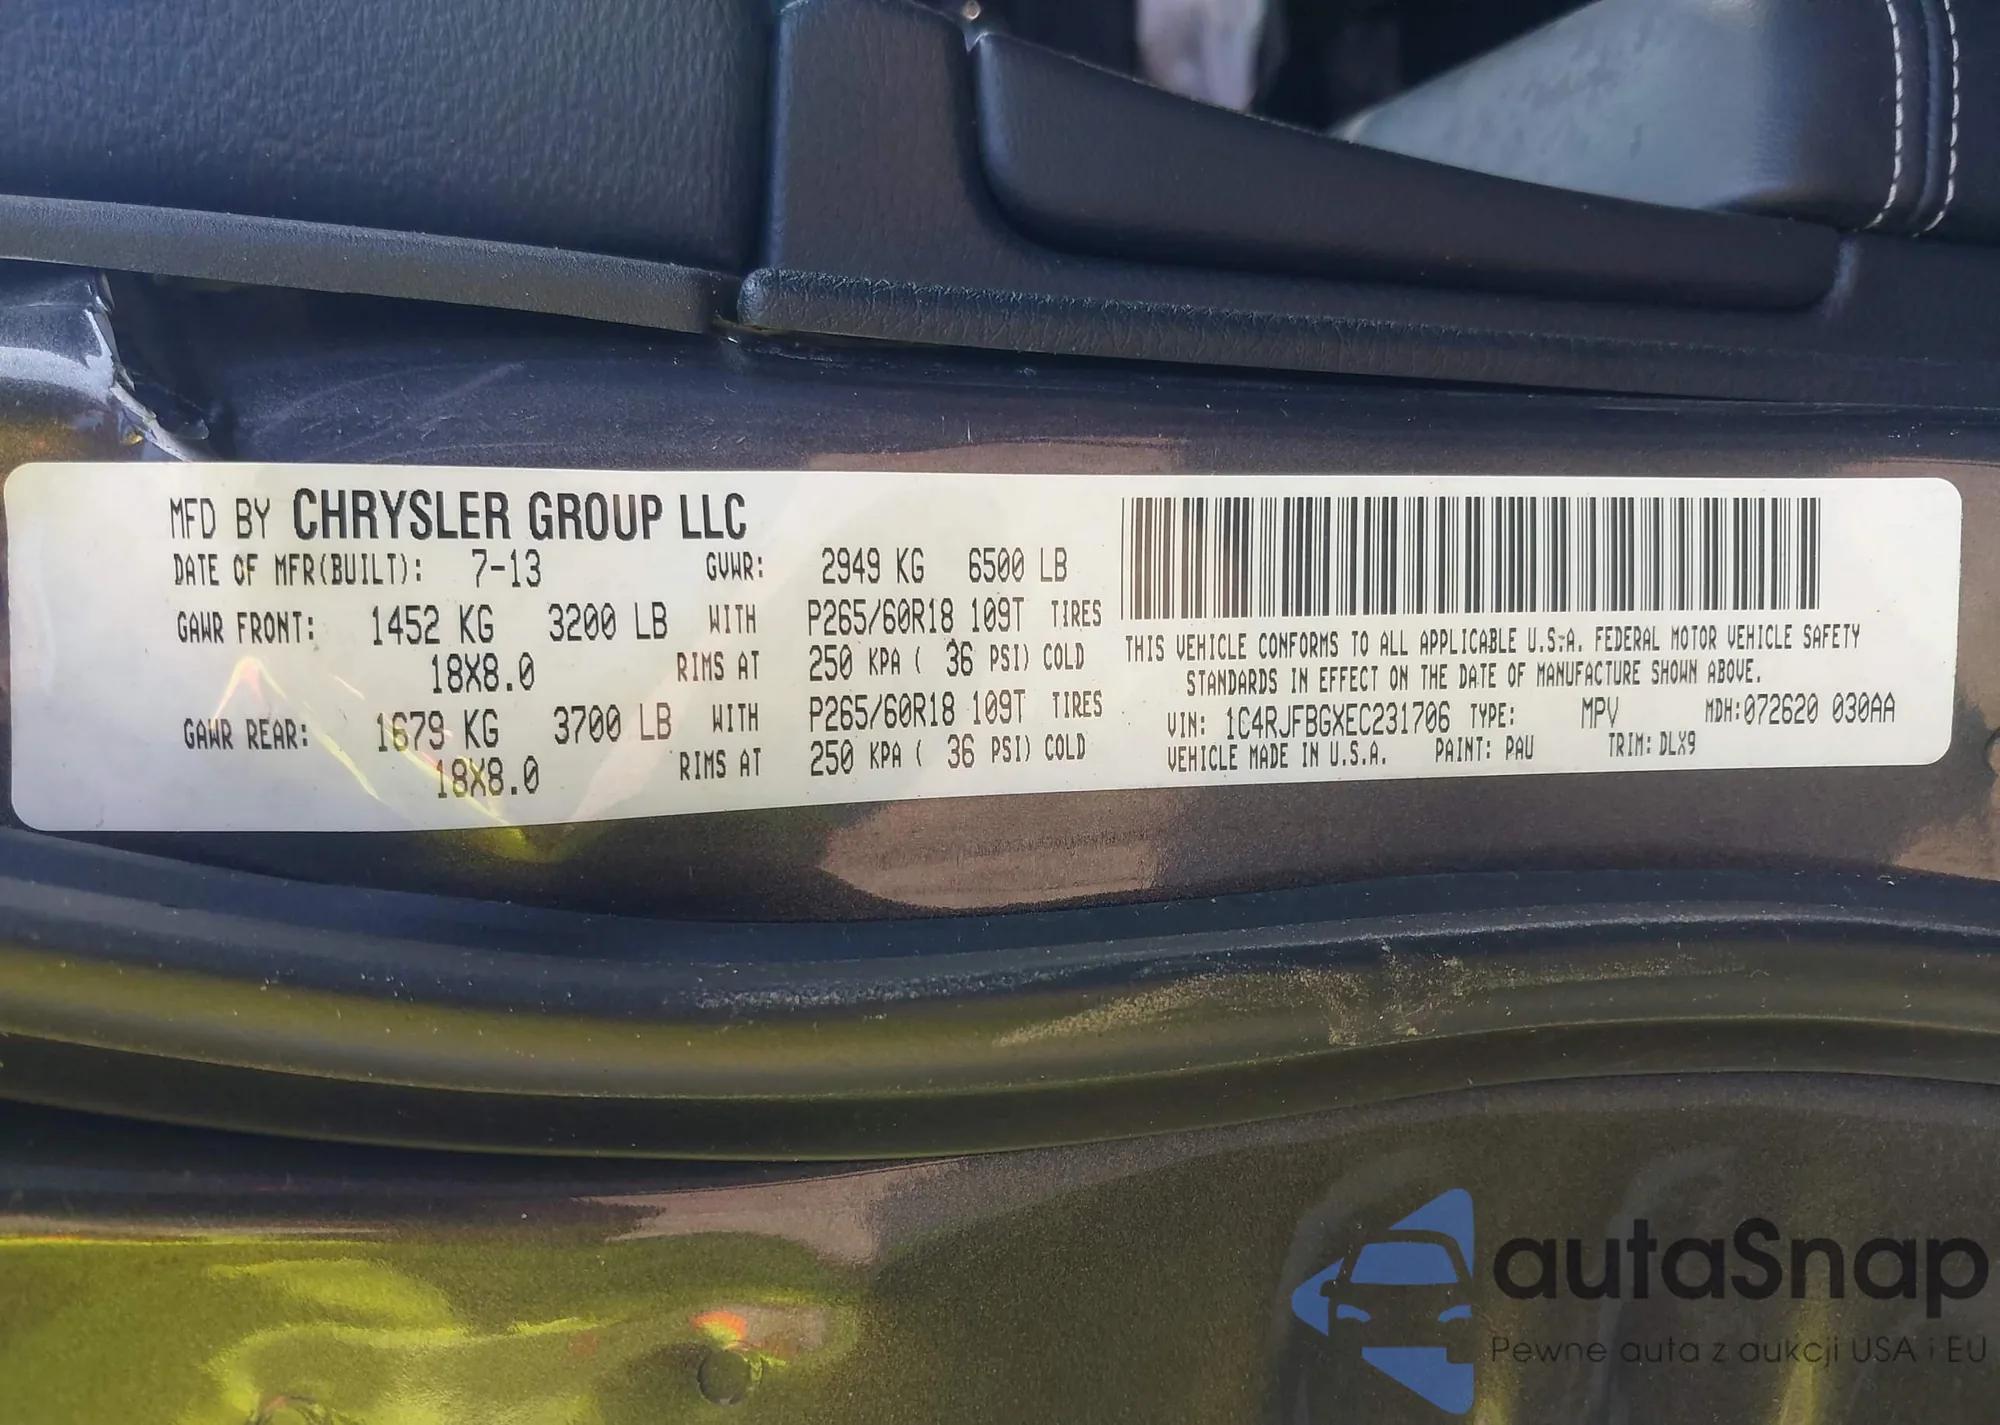 MFD BY CHRYSLER GROUP LLC
DATE OF MFR(BUILT): 7-13 GVWR: 2949 KG 6500 LB
GAWR FRONT: 1452 KG 3200 LB WITH P265/60R18 109T TIRES
18X8.0 RIMS AT 250 KPA ( 36 PSI) COLD
GAWR REAR: 1679 KG 3700 LB WITH P265/60R18 109T TIRES
18X8.0 RIMS AT 250 KPA ( 36 PSI) COLD
THIS VEHICLE CONFORMS TO ALL APPLICABLE U.S.A. FEDERAL MOTOR VEHICLE SAFETY
STANDARDS IN EFFECT ON THE DATE OF MANUFACTURE SHOWN ABOVE.
VIN: 1C4RJFBGXEC231706 TYPE: MPV MDH:072620 030AA
VEHICLE MADE IN U.S.A. PAINT: PAU TRIM: DLX9
autaSnap
Pewne auta z aukcji USA i EU